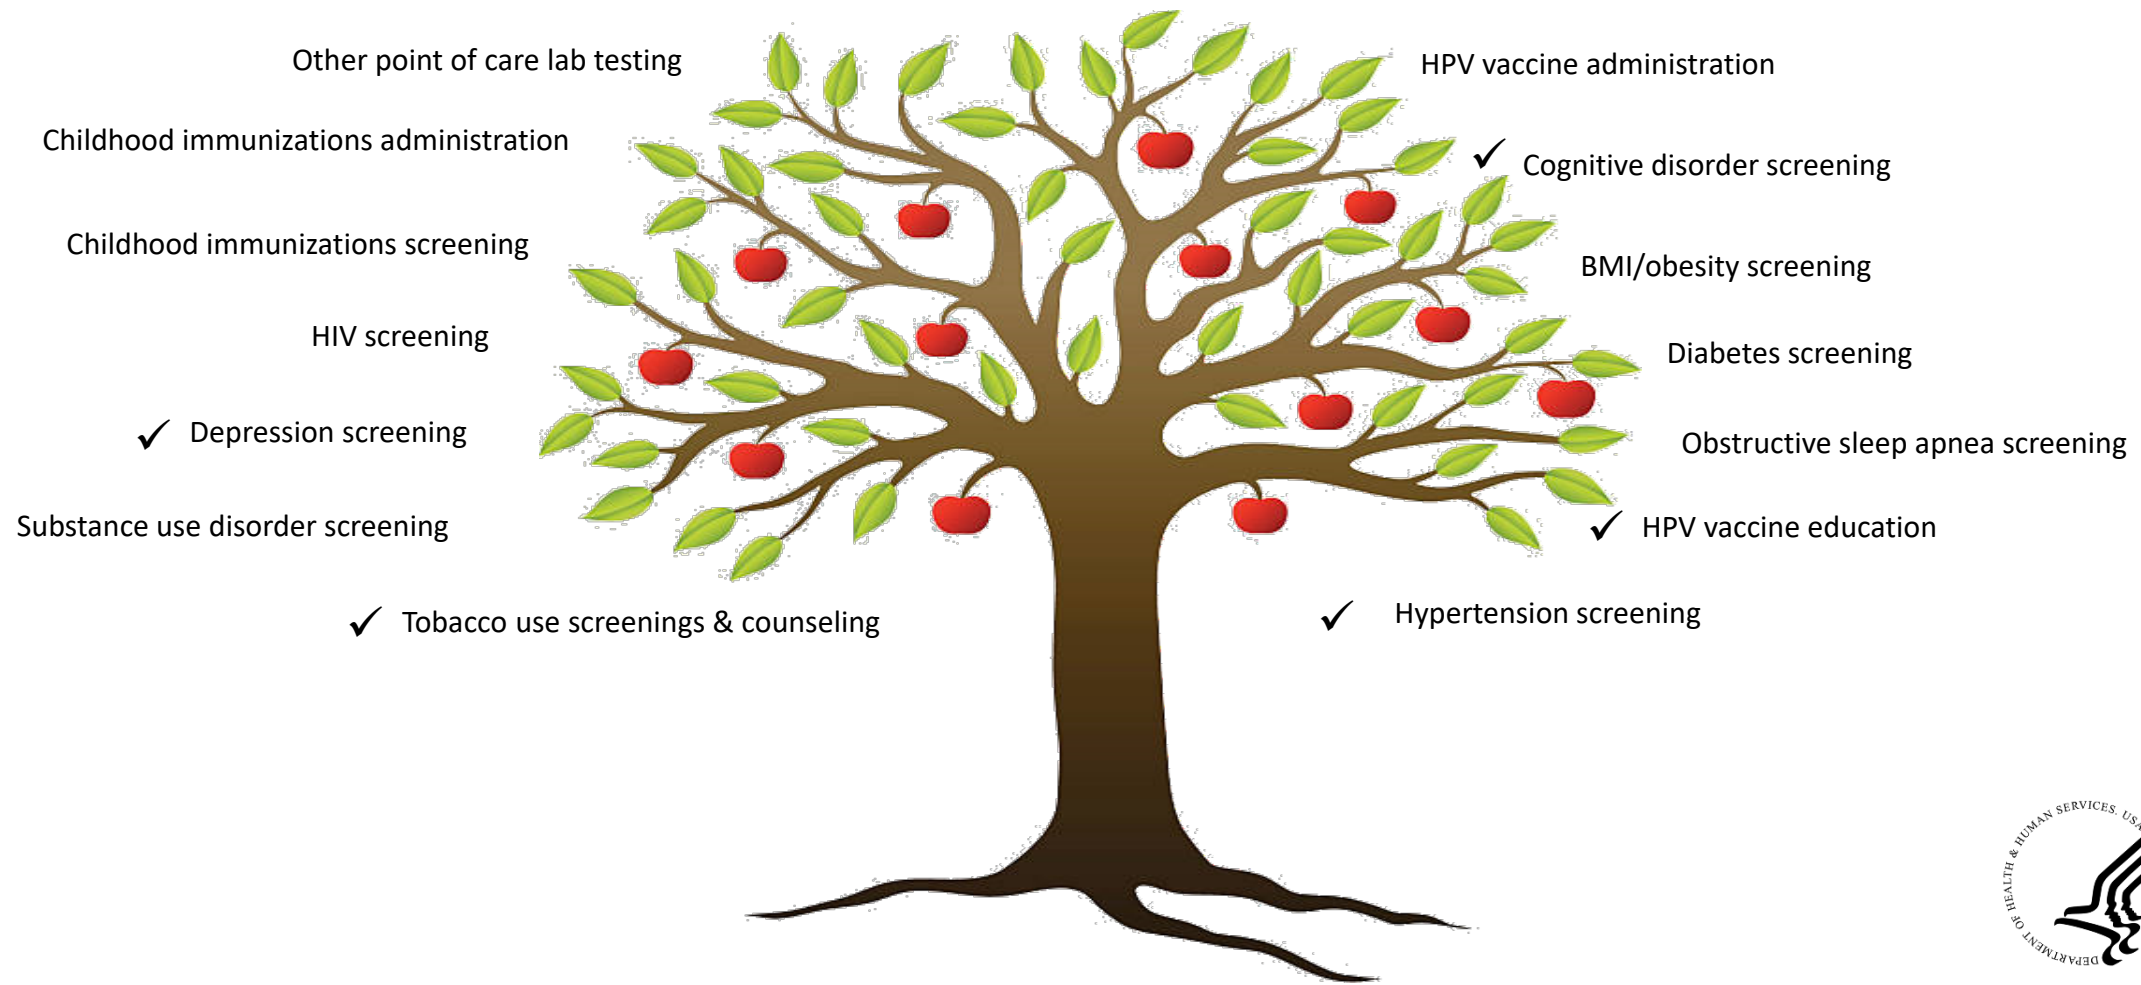 Other point of care lab testing
Childhood immunizations administration
Childhood immunizations screening
HIV screening
✓ Depression screening
Substance use disorder screening
✓ Tobacco use screenings & counseling
HPV vaccine administration
✓ Cognitive disorder screening
BMI/obesity screening
Diabetes screening
Obstructive sleep apnea screening
✓ HPV vaccine education
✓ Hypertension screening
DEPARTMENT OF HEALTH & HUMAN SERVICES. USA